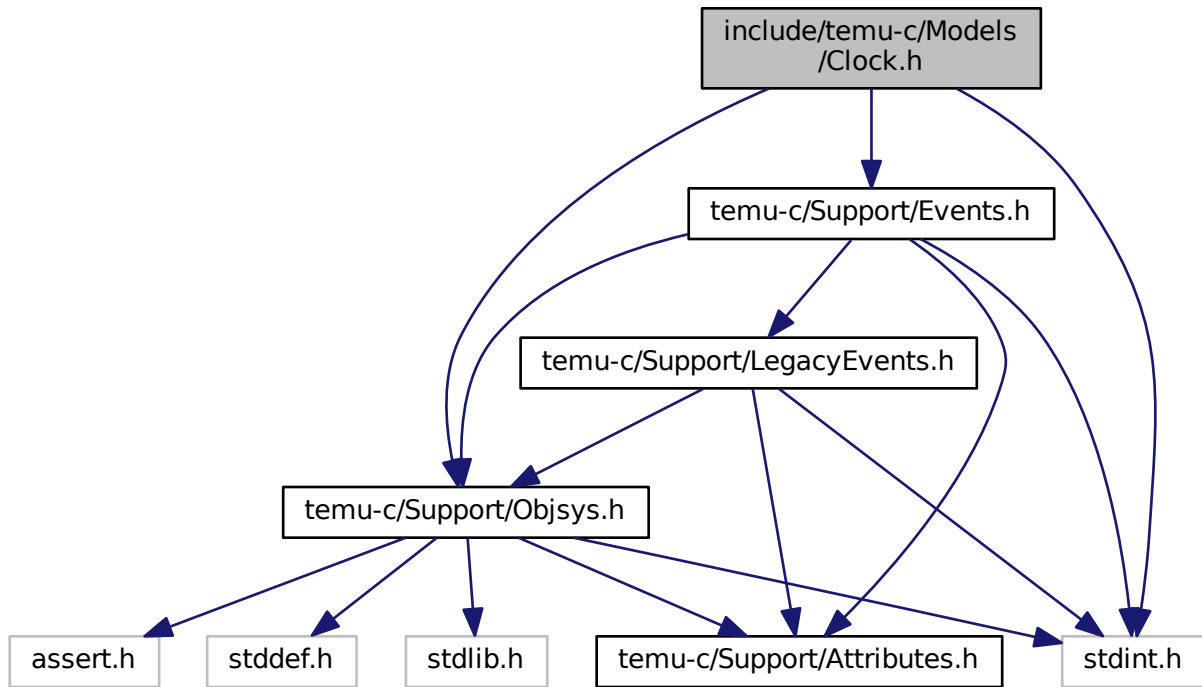 include/temu-c/Models
/Clock.h
temu-c/Support/Events.h
temu-c/Support/LegacyEvents.h
temu-c/Support/Objsys.h
assert.h
stddef.h
stdlib.h
temu-c/Support/Attributes.h
stdint.h